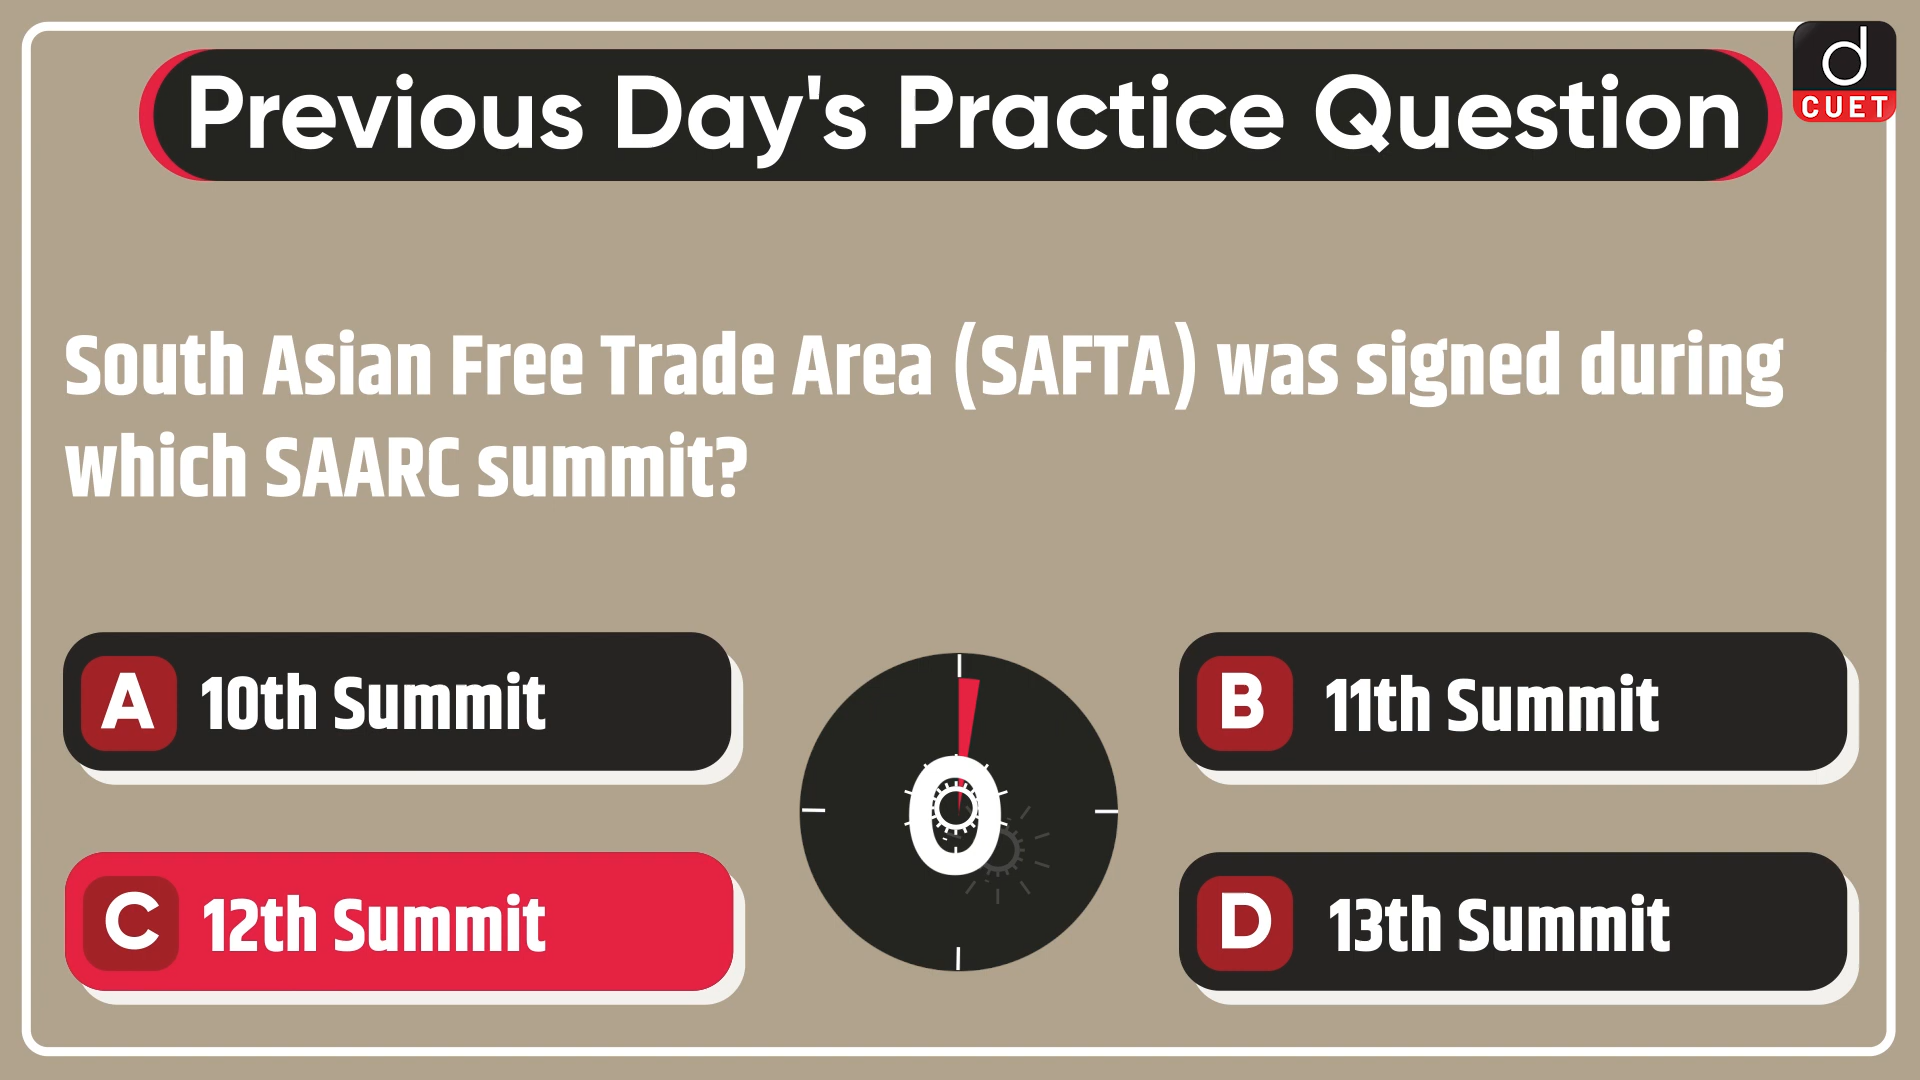 Previous Day's Practice Question
d
CUET
South Asian Free Trade Area (SAFTA) was signed during
which SAARC summit?
A 10th Summit
B 11th Summit
0
C 12th Summit
D 13th Summit